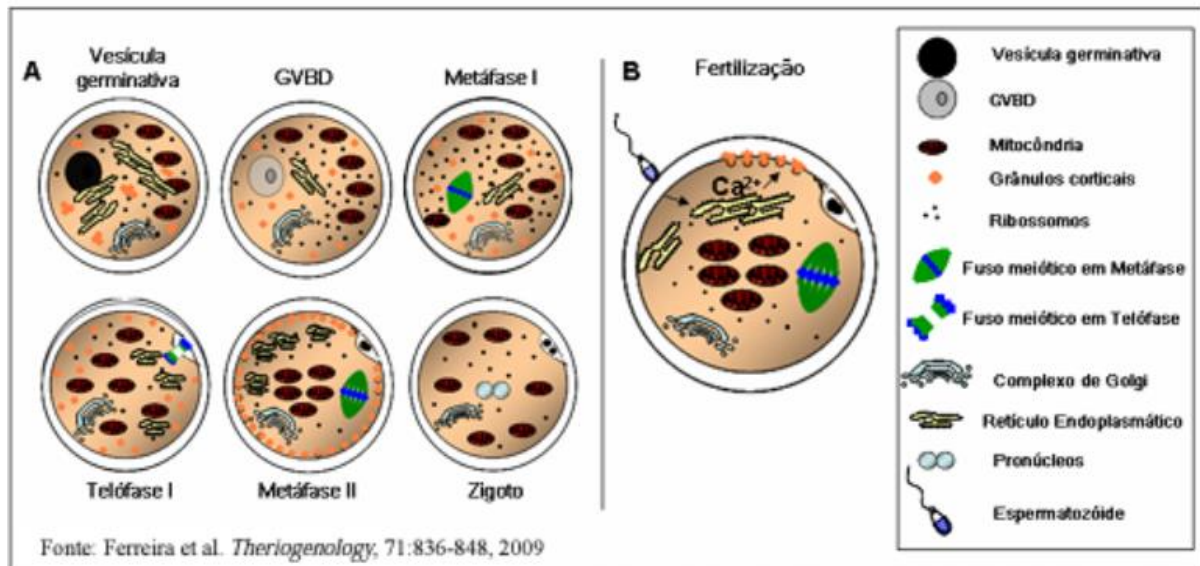 A
Vesícula
germinativa
GVBD
Metáfase I
Telófase I
Metáfase II
Zigoto
B
Fertilização
Ca2+
Vesícula germinativa
GVBD
Mitocôndria
Grânulos corticais
Ribossomos
Fuso meiótico em Metáfase
Fuso meiótico em Telófase
Complexo de Golgi
Retículo Endoplasmático
Pronúcleos
Espermatozóide
Fonte: Ferreira et al. Theriogenology, 71:836-848, 2009